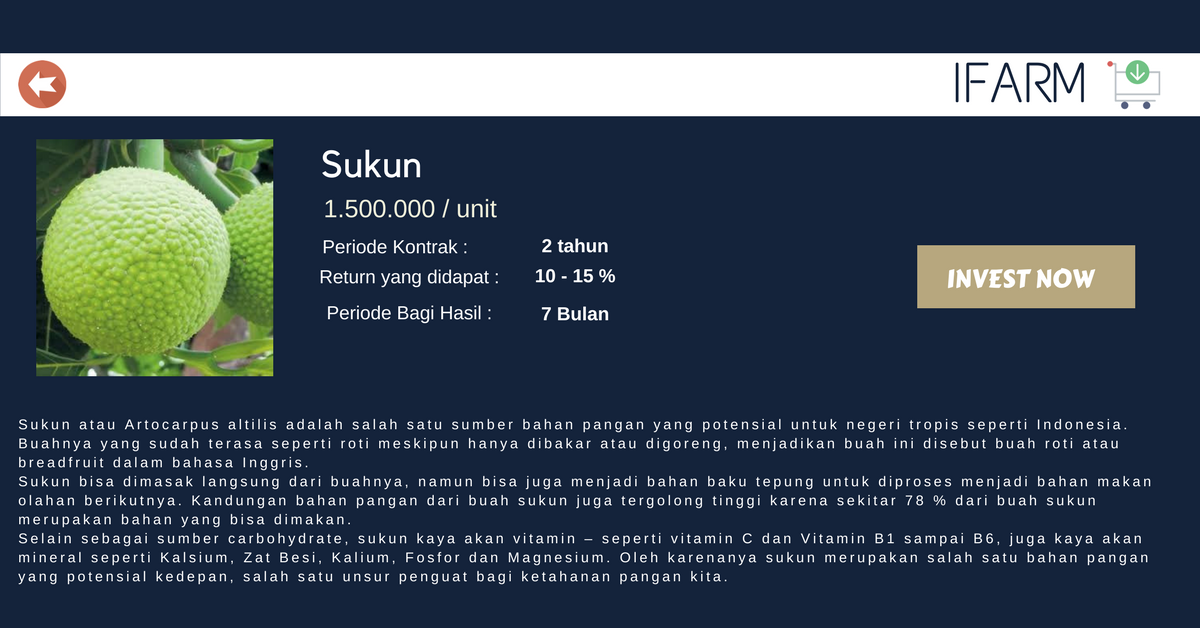 IFARM
Sukun
1.500.000 / unit
Periode Kontrak : 2 tahun
Return yang didapat : 10 - 15 %
Periode Bagi Hasil : 7 Bulan
INVEST NOW
Sukun atau Artocarpus altilis adalah salah satu sumber bahan pangan yang potensial untuk negeri tropis seperti Indonesia.
Buahnya yang sudah terasa seperti roti meskipun hanya dibakar atau digoreng, menjadikan buah ini disebut buah roti atau
breadfruit dalam bahasa Inggris.
Sukun bisa dimasak langsung dari buahnya, namun bisa juga menjadi bahan baku tepung untuk diproses menjadi bahan makan
olahan berikutnya. Kandungan bahan pangan dari buah sukun juga tergolong tinggi karena sekitar 78 % dari buah sukun
merupakan bahan yang bisa dimakan.
Selain sebagai sumber carbohydrate, sukun kaya akan vitamin – seperti vitamin C dan Vitamin B1 sampai B6, juga kaya akan
mineral seperti Kalsium, Zat Besi, Kalium, Fosfor dan Magnesium. Oleh karenanya sukun merupakan salah satu bahan pangan
yang potensial kedepan, salah satu unsur penguat bagi ketahanan pangan kita.